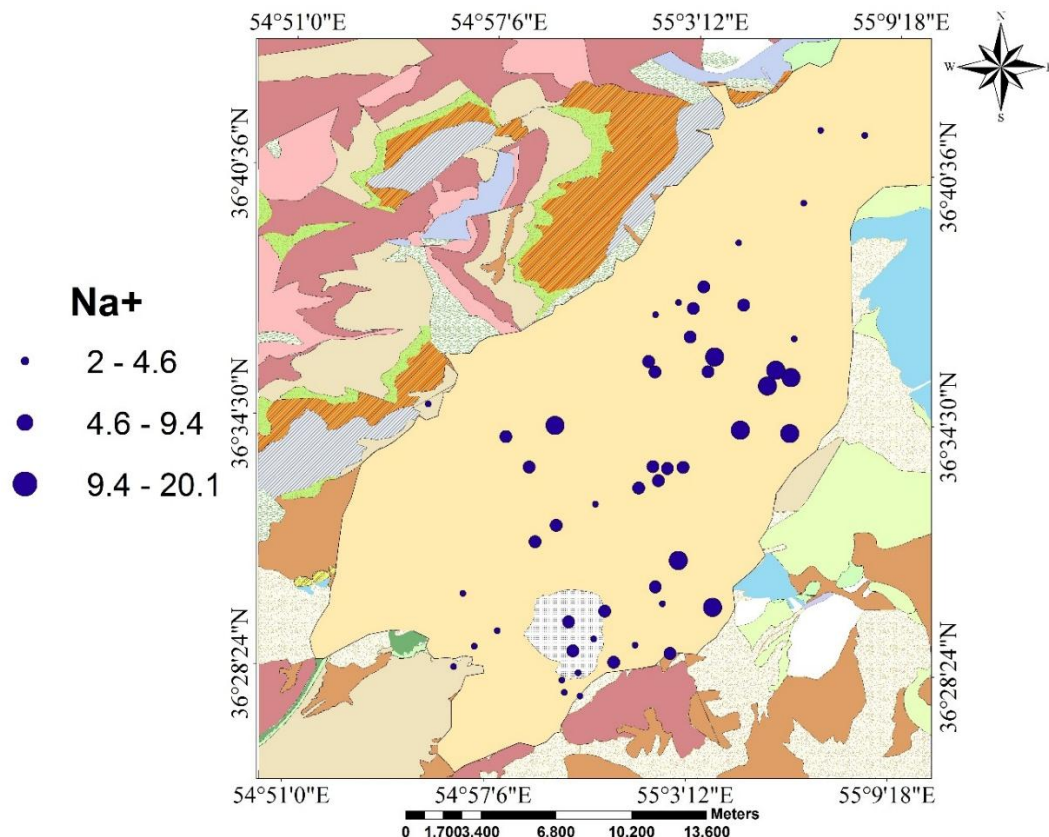 54°51'0"E 54°57'6"E 55°3'12"E 55°9'18"E
N
W E
S
36°40'36"N 36°40'36"N
Na+
2 - 4.6
4.6 - 9.4
9.4 - 20.1
36°34'30"N 36°34'30"N
36°28'24"N 36°28'24"N
54°51'0"E 54°57'6"E 55°3'12"E 55°9'18"E
Meters
0 1.7003.400 6.800 10.200 13.600